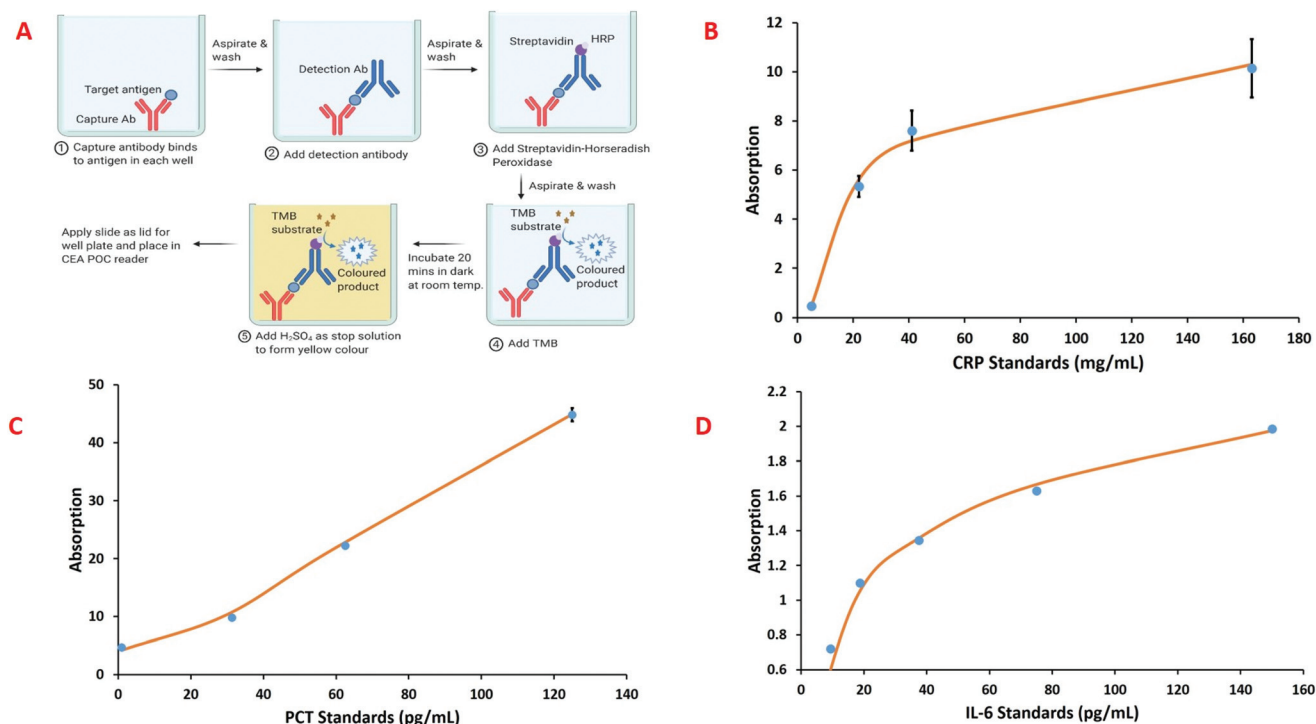 A
Aspirate &
wash
Target antigen
Capture Ab
① Capture antibody binds
to antigen in each well
Detection Ab
② Add detection antibody
Aspirate &
wash
Streptavidin
HRP
③ Add Streptavidin-Horseradish
Peroxidase
Aspirate & wash
TMB
substrate
Coloured
product
④ Add TMB
Incubate 20
mins in dark
at room temp.
TMB
substrate
Coloured
product
⑤ Add H₂SO₄ as stop solution
to form yellow colour
Apply slide as lid for
well plate and place in
CEA POC reader
B
Absorption
12
10
8
6
4
2
0
0 20 40 60 80 100 120 140 160 180
CRP Standards (mg/mL)
C
Absorption
50
40
30
20
10
0
0 20 40 60 80 100 120 140
PCT Standards (pg/mL)
D
Absorption
2.2
2
1.8
1.6
1.4
1.2
1
0.8
0.6
0 20 40 60 80 100 120 140 160
IL-6 Standards (pg/mL)